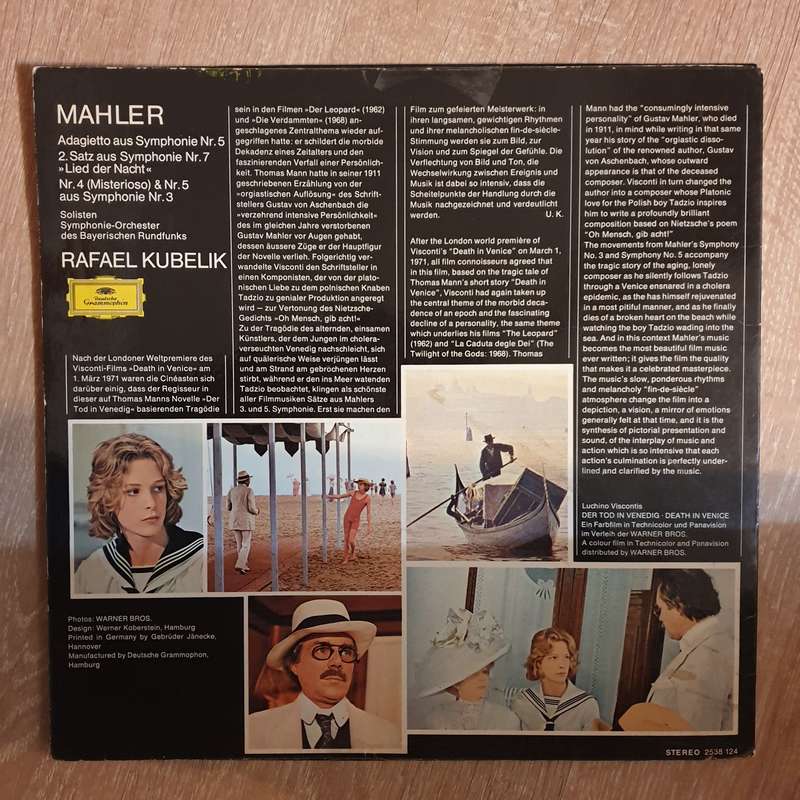 MAHLER
Adagietto aus Symphonie Nr. 5
2. Satz aus Symphonie Nr. 7
»Lied der Nacht«
Nr. 4 (Misterioso) & Nr. 5
aus Symphonie Nr. 3
Solisten
Symphonie-Orchester
des Bayerischen Rundfunks
RAFAEL KUBELIK
Deutsche
Grammophon
Nach der Londoner Weltpremiere des
Visconti-Films »Death in Venice« am
1. März 1971 waren die Cinéasten sich
darüber einig, dass der Regisseur in
dieser auf Thomas Manns Novelle »Der
Tod in Venedig« basierenden Tragödie
sein in den Filmen »Der Leopard« (1962)
und »Die Verdammten« (1968) an-
geschlagenes Zentralthema wieder auf-
gegriffen hatte: er schildert die morbide
Dekadenz eines Zeitalters und den
faszinierenden Verfall einer Persönlich-
keit. Thomas Mann hatte in seiner 1911
geschriebenen Erzählung von der
»orgiastischen Auflösung« des Schrift-
stellers Gustav von Aschenbach die
»verzehrend intensive Persönlichkeit«
des im gleichen Jahre verstorbenen
Gustav Mahler vor Augen gehabt,
dessen äussere Züge er der Hauptfigur
der Novelle verlieh. Folgerichtig ver-
wandelte Visconti den Schriftsteller in
einen Komponisten, der von der plato-
nischen Liebe zu dem polnischen Knaben
Tadzio zu genialer Produktion angeregt
wird – zur Vertonung des Nietzsche-
Gedichts »Oh Mensch, gib acht!«
Zu der Tragödie des alternden, einsamen
Künstlers, der dem Jungen im cholera-
verseuchten Venedig nachschleicht, sich
auf quälerische Weise verjüngen lässt
und am Strand am gebrochenen Herzen
stirbt, während er den ins Meer watenden
Tadzio beobachtet, klingen als schönste
aller Filmmusiken Sätze aus Mahlers
3. und 5. Symphonie. Erst sie machen den
Film zum gefeierten Meisterwerk: in
ihren langsamen, gewichtigen Rhythmen
und ihrer melancholischen fin-de-siècle-
Stimmung werden sie zum Bild, zur
Vision und zum Spiegel der Gefühle. Die
Verflechtung von Bild und Ton, die
Wechselwirkung zwischen Ereignis und
Musik ist dabei so intensiv, dass die
Scheitelpunkte der Handlung durch die
Musik nachgezeichnet und verdeutlicht
werden. U. K.
After the London world première of
Visconti's "Death in Venice" on March 1,
1971, all film connoisseurs agreed that
in this film, based on the tragic tale of
Thomas Mann's short story "Death in
Venice", Visconti had again taken up
the central theme of the morbid deca-
dence of an epoch and the fascinating
decline of a personality, the same theme
which underlies his films "The Leopard"
(1962) and "La Caduta degle Dei" (The
Twilight of the Gods: 1968). Thomas
Mann had the "consumingly intensive
personality" of Gustav Mahler, who died
in 1911, in mind while writing in that same
year his story of the "orgiastic disso-
lution" of the renowned author, Gustav
von Aschenbach, whose outward
appearance is that of the deceased
composer. Visconti in turn changed the
author into a composer whose Platonic
love for the Polish boy Tadzio inspires
him to write a profoundly brilliant
composition based on Nietzsche's poem
"Oh Mensch, gib acht!"
The movements from Mahler's Symphony
No. 3 and Symphony No. 5 accompany
the tragic story of the aging, lonely
composer as he silently follows Tadzio
through a Venice ensnared in a cholera
epidemic, as the has himself rejuvenated
in a most pitiful manner, and as he finally
dies of a broken heart on the beach while
watching the boy Tadzio wading into the
sea. And in this context Mahler's music
becomes the most beautiful film music
ever written; it gives the film the quality
that makes it a celebrated masterpiece.
The music's slow, ponderous rhythms
and melancholy "fin-de-siècle"
atmosphere change the film into a
depiction, a vision, a mirror of emotions
generally felt at that time, and it is the
synthesis of pictorial presentation and
sound, of the interplay of music and
action which is so intensive that each
action's culmination is perfectly under-
lined and clarified by the music.
Luchino Viscontis
DER TOD IN VENEDIG · DEATH IN VENICE
Ein Farbfilm in Technicolor und Panavision
im Verleih der WARNER BROS.
A colour film in Technicolor and Panavision
distributed by WARNER BROS.
Photos: WARNER BROS.
Design: Werner Koberstein, Hamburg
Printed in Germany by Gebrüder Jänecke,
Hannover
Manufactured by Deutsche Grammophon,
Hamburg
STEREO 2538 124